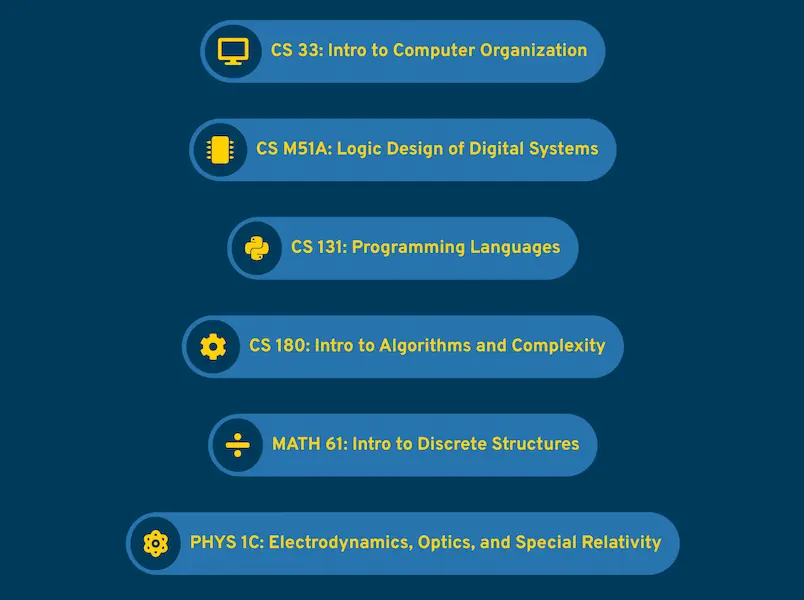 CS 33: Intro to Computer Organization
CS M51A: Logic Design of Digital Systems
CS 131: Programming Languages
CS 180: Intro to Algorithms and Complexity
MATH 61: Intro to Discrete Structures
PHYS 1C: Electrodynamics, Optics, and Special Relativity